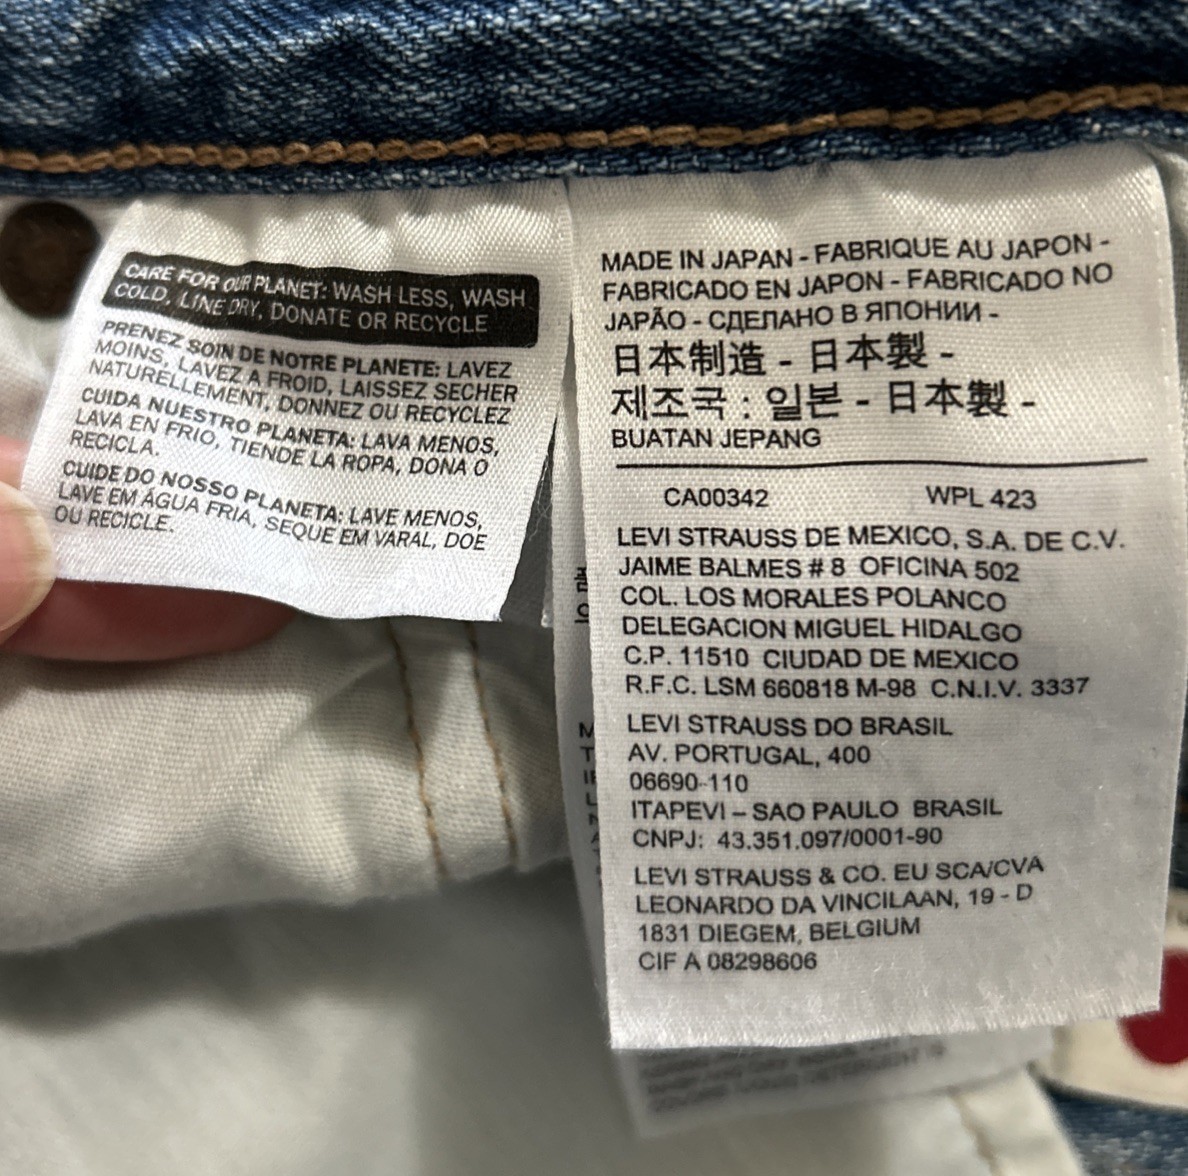 CARE FOR OUR PLANET: WASH LESS, WASH
COLD, LINE DRY, DONATE OR RECYCLE
PRENEZ SOIN DE NOTRE PLANETE: LAVEZ
MOINS, LAVEZ A FROID, LAISSEZ SECHER
NATURELLEMENT, DONNEZ OU RECYCLEZ
CUIDA NUESTRO PLANETA: LAVA MENOS,
LAVA EN FRIO, TIENDE LA ROPA, DONA O
RECICLA.
CUIDE DO NOSSO PLANETA: LAVE MENOS,
LAVE EM ÁGUA FRIA, SEQUE EM VARAL, DOE
OU RECICLE.
MADE IN JAPAN - FABRIQUE AU JAPON -
FABRICADO EN JAPON - FABRICADO NO
JAPÃO - СДЕЛАНО В ЯПОНИИ -
日本制造 - 日本製 -
제조국 : 일본 - 日本製 -
BUATAN JEPANG
CA00342 WPL 423
LEVI STRAUSS DE MEXICO, S.A. DE C.V.
JAIME BALMES # 8 OFICINA 502
COL. LOS MORALES POLANCO
DELEGACION MIGUEL HIDALGO
C.P. 11510 CIUDAD DE MEXICO
R.F.C. LSM 660818 M-98 C.N.I.V. 3337
LEVI STRAUSS DO BRASIL
AV. PORTUGAL, 400
06690-110
ITAPEVI – SAO PAULO BRASIL
CNPJ: 43.351.097/0001-90
LEVI STRAUSS & CO. EU SCA/CVA
LEONARDO DA VINCILAAN, 19 - D
1831 DIEGEM, BELGIUM
CIF A 08298606